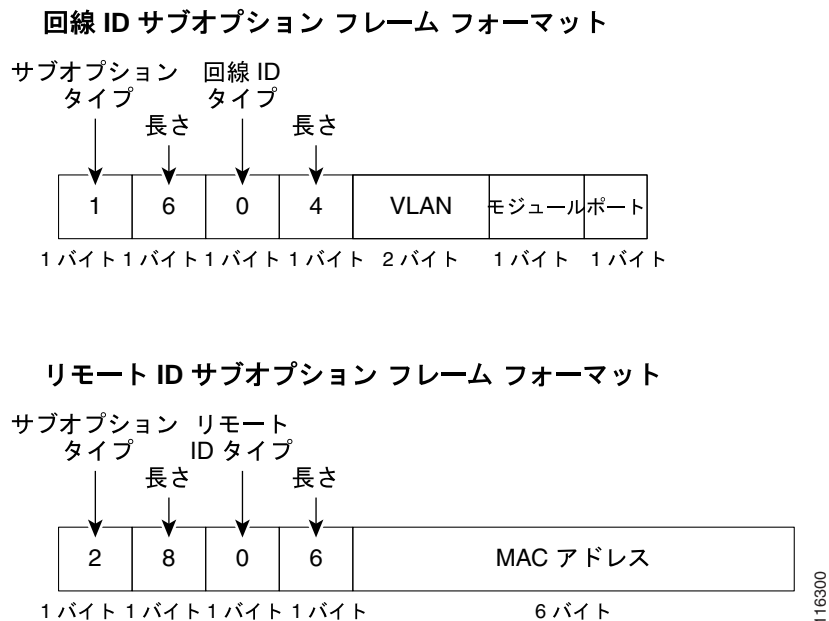 回線 ID サブオプション フレーム フォーマット
サブオプション 回線 ID
タイプ タイプ
長さ 長さ
1 6 0 4 VLAN モジュール ポート
1 バイト 1 バイト 1 バイト 1 バイト 2 バイト 1 バイト 1 バイト
リモート ID サブオプション フレーム フォーマット
サブオプション リモート
タイプ ID タイプ
長さ 長さ
2 8 0 6 MAC アドレス
1 バイト 1 バイト 1 バイト 1 バイト 6 バイト
116300